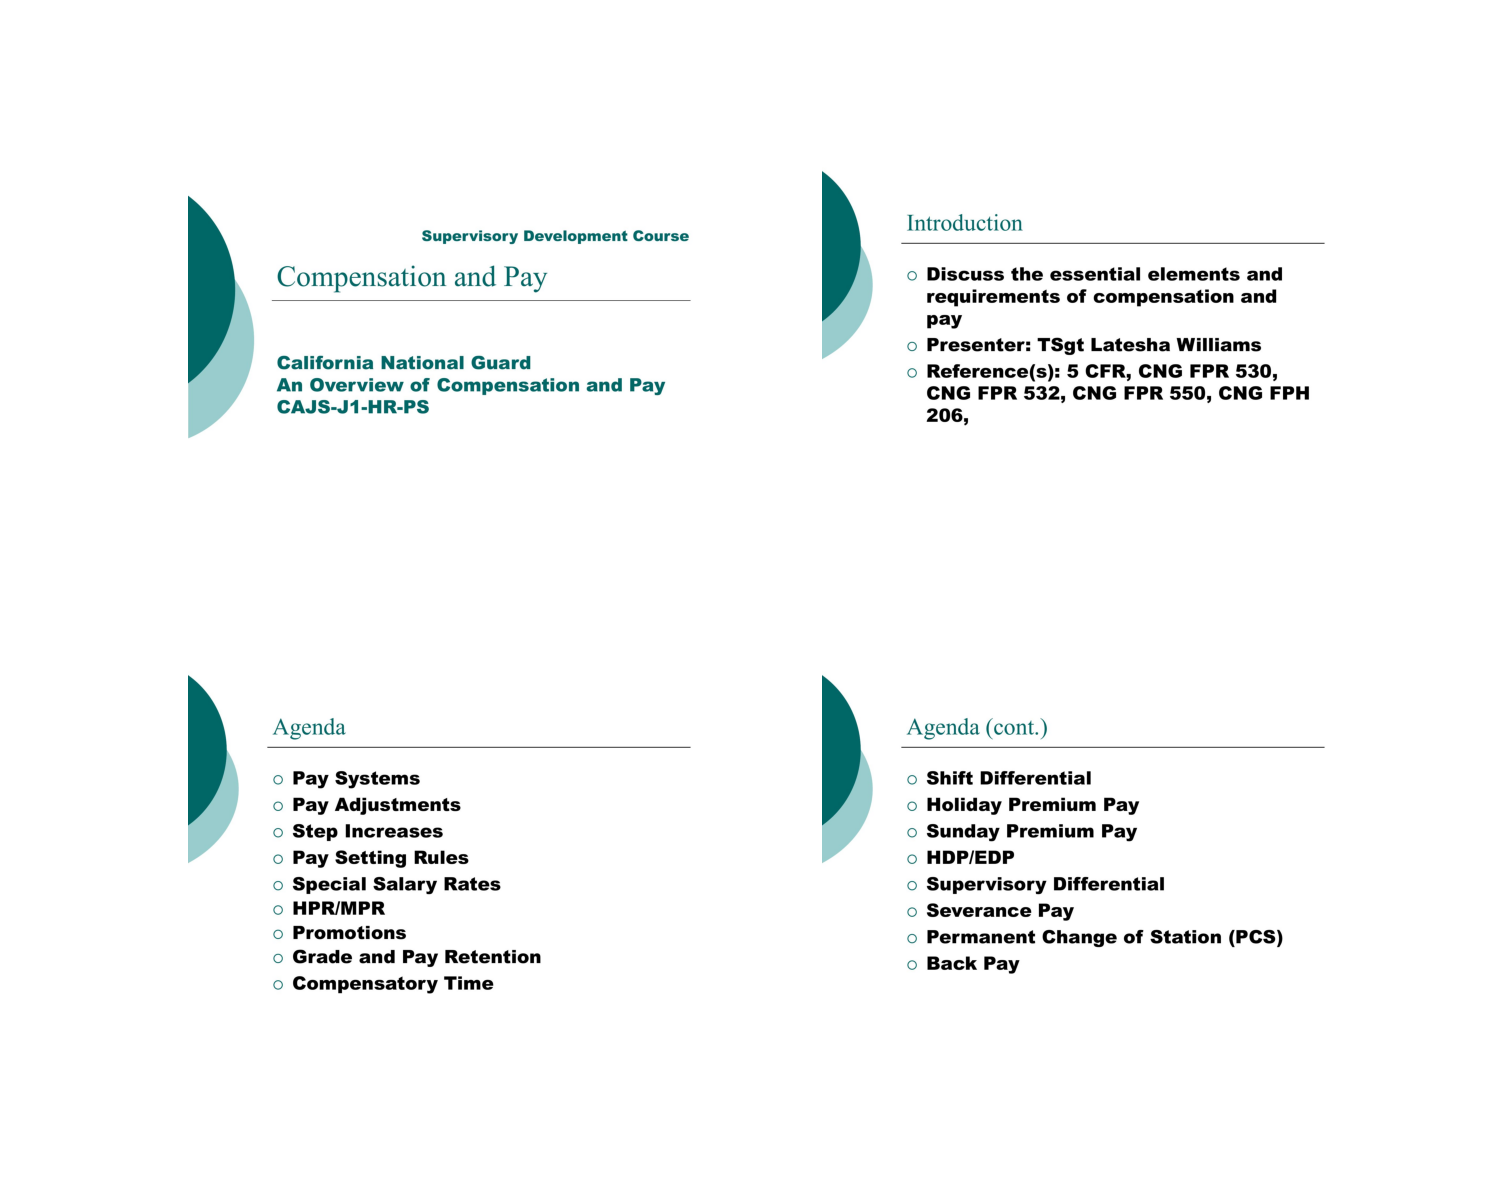 Supervisory Development Course
Compensation and Pay
California National Guard
An Overview of Compensation and Pay
CAJS-J1-HR-PS
Introduction
Discuss the essential elements and
requirements of compensation and
pay
Presenter: TSgt Latesha Williams
Reference(s): 5 CFR, CNG FPR 530,
CNG FPR 532, CNG FPR 550, CNG FPH
206,
Agenda
Pay Systems
Pay Adjustments
Step Increases
Pay Setting Rules
Special Salary Rates
HPR/MPR
Promotions
Grade and Pay Retention
Compensatory Time
Agenda (cont.)
Shift Differential
Holiday Premium Pay
Sunday Premium Pay
HDP/EDP
Supervisory Differential
Severance Pay
Permanent Change of Station (PCS)
Back Pay